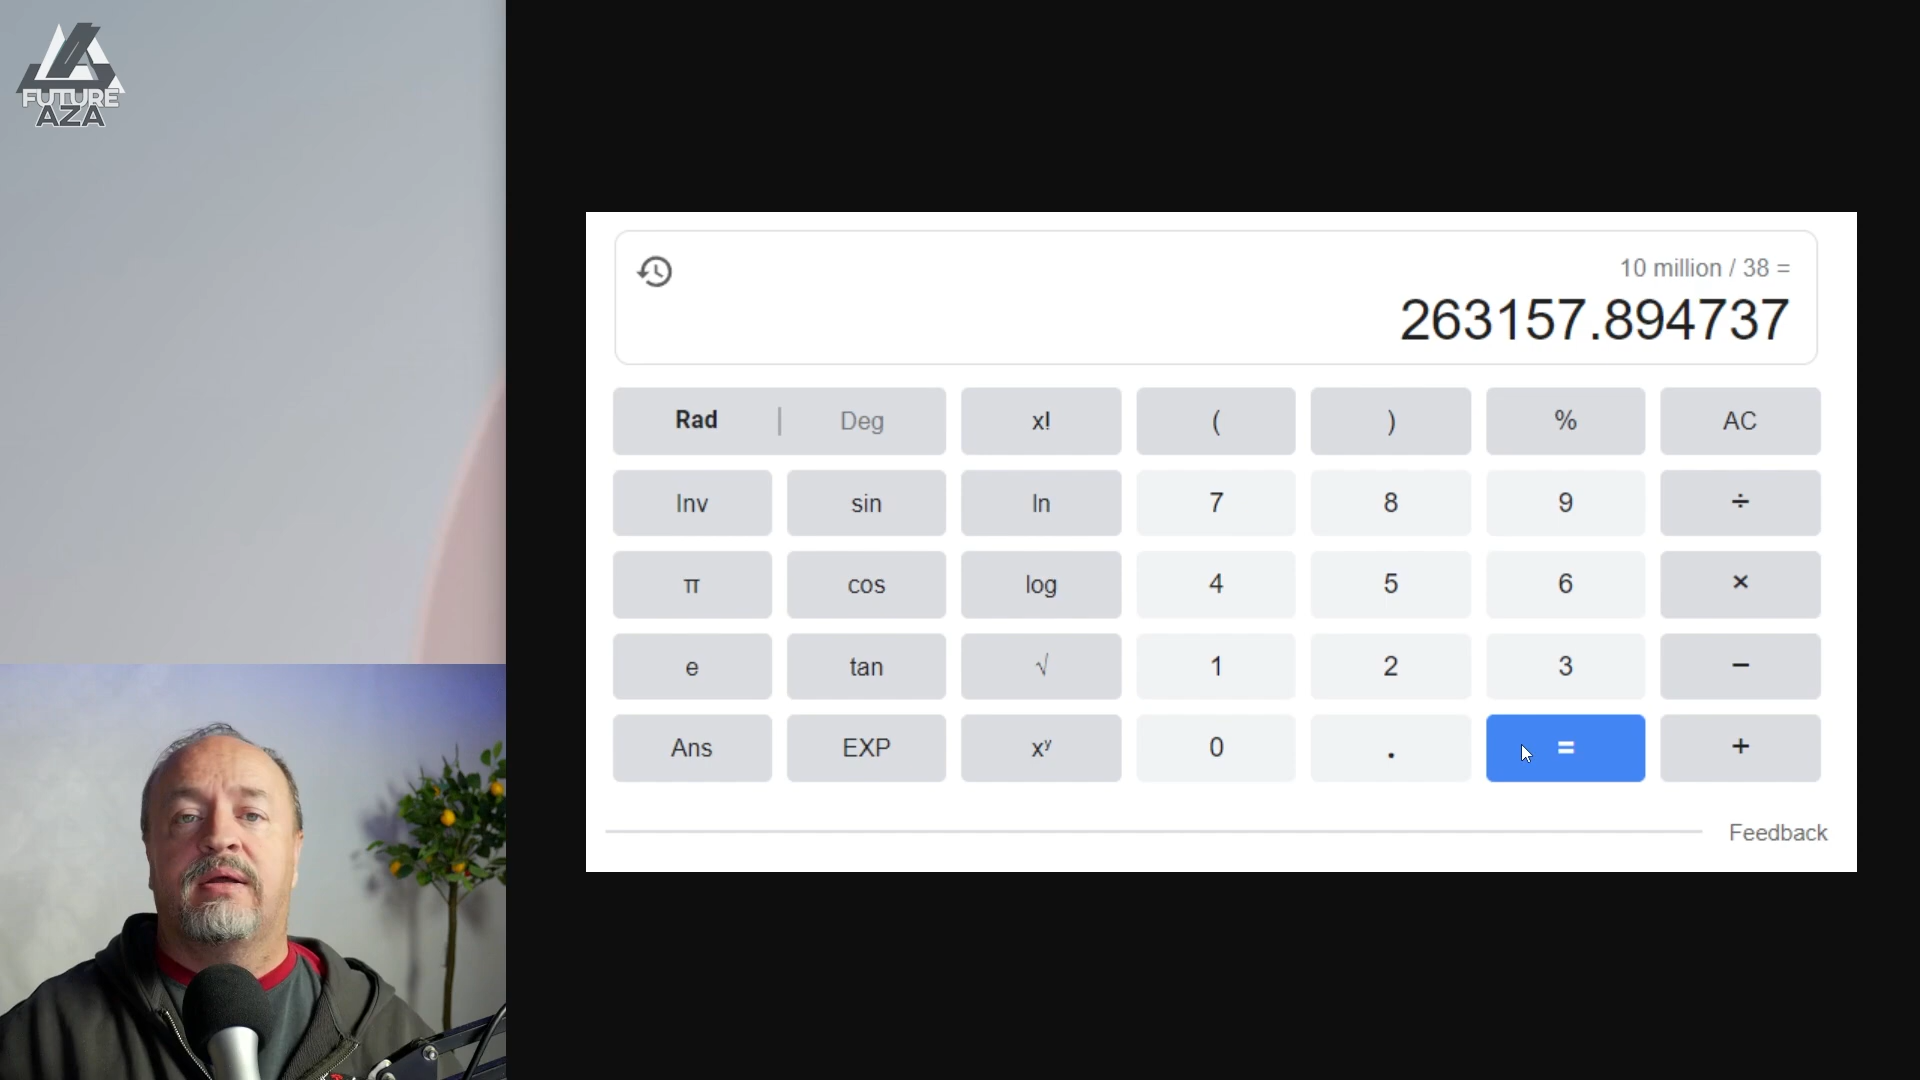 FUTURE
AZA
10 million / 38 =
263157.894737
Rad | Deg x! ( ) % AC
Inv sin ln 7 8 9 ÷
π cos log 4 5 6 ×
e tan √ 1 2 3 −
Ans EXP xʸ 0 . = +
Feedback